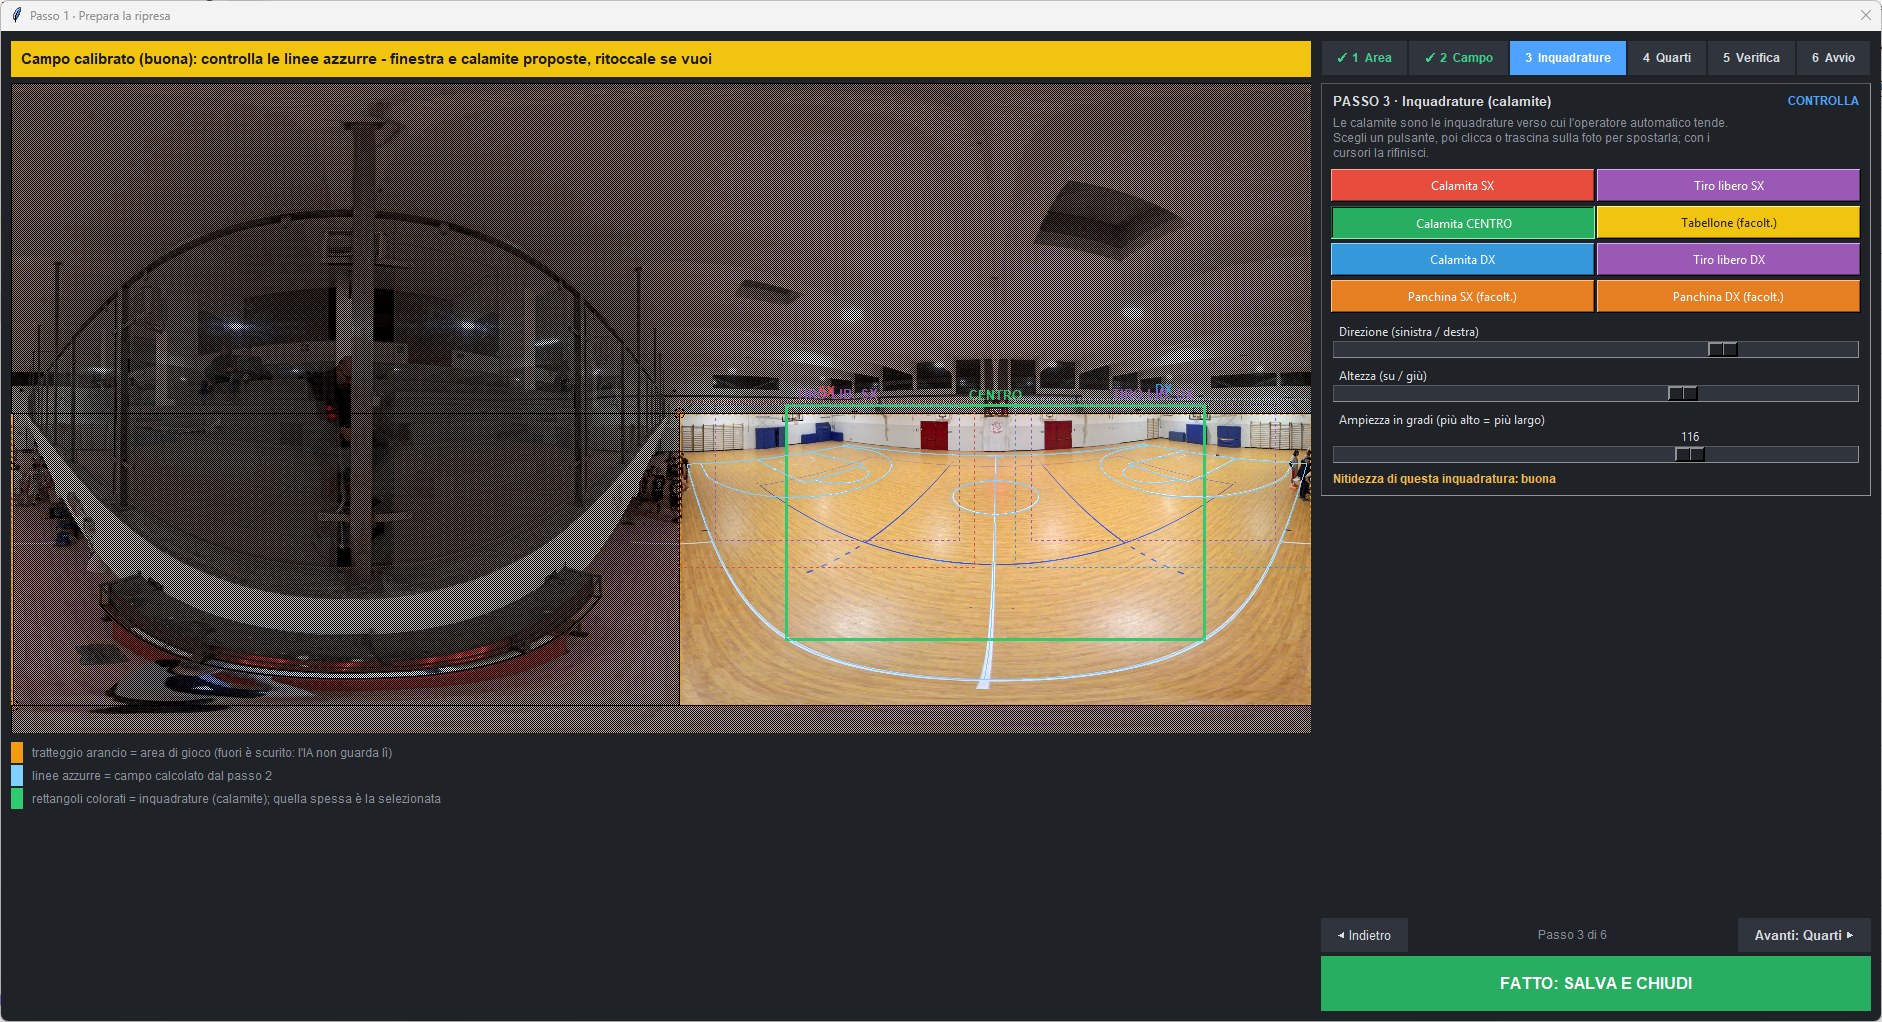 Passo 1 · Prepara la ripresa
Campo calibrato (buona): controlla le linee azzurre - finestra e calamite proposte, ritoccale se vuoi
✓ 1 Area
✓ 2 Campo
3 Inquadrature
4 Quarti
5 Verifica
6 Avvio
PASSO 3 · Inquadrature (calamite)
CONTROLLA
Le calamite sono le inquadrature verso cui l'operatore automatico tende.
Scegli un pulsante, poi clicca o trascina sulla foto per spostarla; con i
cursori la rifinisci.
Calamita SX
Tiro libero SX
Calamita CENTRO
Tabellone (facolt.)
Calamita DX
Tiro libero DX
Panchina SX (facolt.)
Panchina DX (facolt.)
Direzione (sinistra / destra)
Altezza (su / giù)
Ampiezza in gradi (più alto = più largo)
116
Nitidezza di questa inquadratura: buona
SX
CENTRO
DX
tratteggio arancio = area di gioco (fuori è scurito: l'IA non guarda lì)
linee azzurre = campo calcolato dal passo 2
rettangoli colorati = inquadrature (calamite); quella spessa è la selezionata
◂ Indietro
Passo 3 di 6
Avanti: Quarti ▸
FATTO: SALVA E CHIUDI